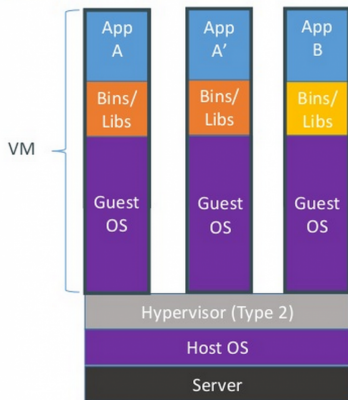 App
A
App
A’
App
B
Bins/
Libs
Bins/
Libs
Bins/
Libs
VM
Guest
OS
Guest
OS
Guest
OS
Hypervisor (Type 2)
Host OS
Server